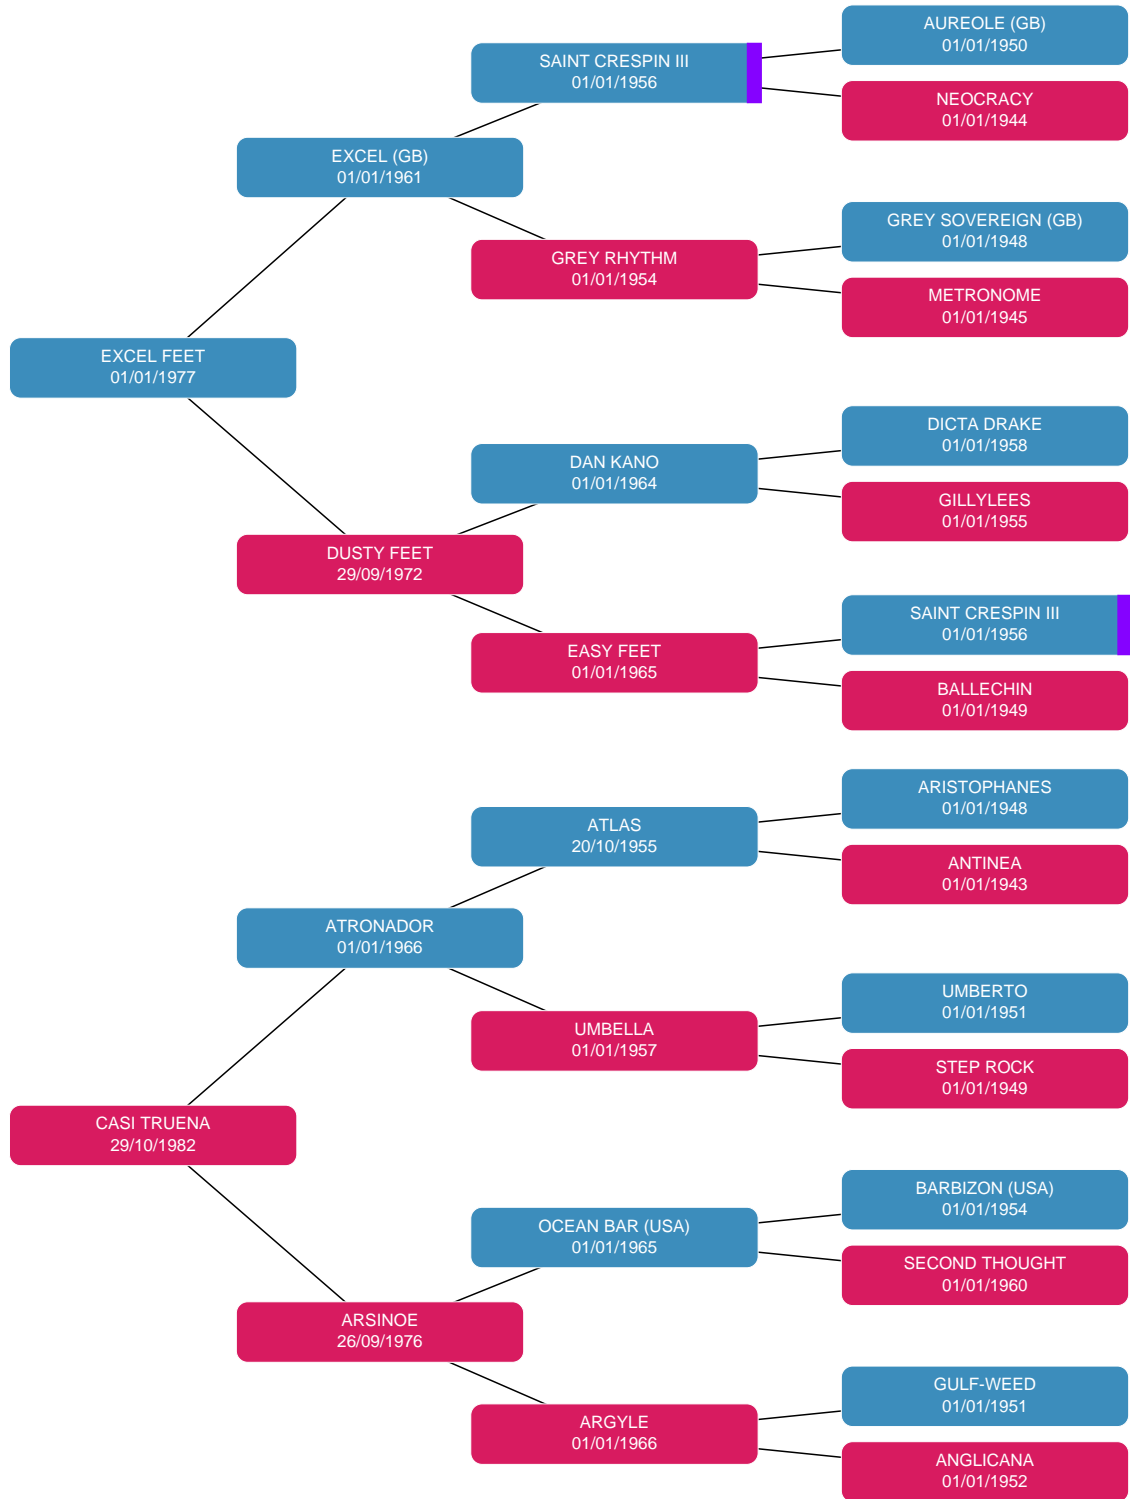 AUREOLE (GB)
01/01/1950
SAINT CRESPIN III
01/01/1956
NEOCRACY
01/01/1944
EXCEL (GB)
01/01/1961
GREY SOVEREIGN (GB)
01/01/1948
GREY RHYTHM
01/01/1954
METRONOME
01/01/1945
EXCEL FEET
01/01/1977
DICTA DRAKE
01/01/1958
DAN KANO
01/01/1964
GILLYLEES
01/01/1955
DUSTY FEET
29/09/1972
SAINT CRESPIN III
01/01/1956
EASY FEET
01/01/1965
BALLECHIN
01/01/1949
ARISTOPHANES
01/01/1948
ATLAS
20/10/1955
ANTINEA
01/01/1943
ATRONADOR
01/01/1966
UMBERTO
01/01/1951
UMBELLA
01/01/1957
STEP ROCK
01/01/1949
CASI TRUENA
29/10/1982
BARBIZON (USA)
01/01/1954
OCEAN BAR (USA)
01/01/1965
SECOND THOUGHT
01/01/1960
ARSINOE
26/09/1976
GULF-WEED
01/01/1951
ARGYLE
01/01/1966
ANGLICANA
01/01/1952